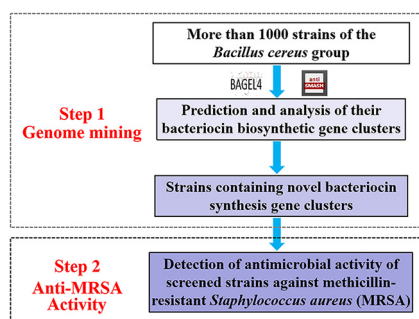 More than 1000 strains of the
Bacillus cereus group
BAGEL4
anti
SMASH
Step 1
Genome mining
Prediction and analysis of their
bacteriocin biosynthetic gene clusters
Strains containing novel bacteriocin
synthesis gene clusters
Step 2
Anti-MRSA
Activity
Detection of antimicrobial activity of
screened strains against methicillin-
resistant Staphylococcus aureus (MRSA)